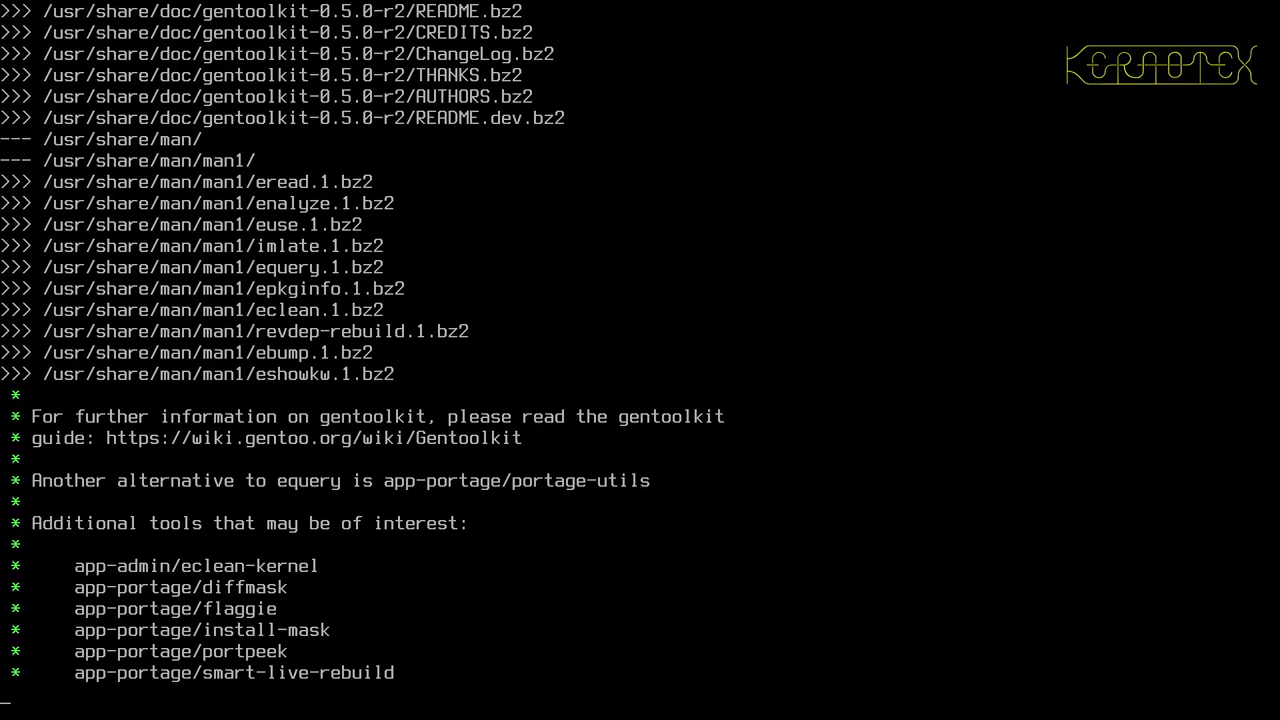 >>> /usr/share/doc/gentoolkit-0.5.0-r2/README.bz2
>>> /usr/share/doc/gentoolkit-0.5.0-r2/CREDITS.bz2
>>> /usr/share/doc/gentoolkit-0.5.0-r2/ChangeLog.bz2
>>> /usr/share/doc/gentoolkit-0.5.0-r2/THANKS.bz2
>>> /usr/share/doc/gentoolkit-0.5.0-r2/AUTHORS.bz2
>>> /usr/share/doc/gentoolkit-0.5.0-r2/README.dev.bz2
--- /usr/share/man/
--- /usr/share/man/man1/
>>> /usr/share/man/man1/eread.1.bz2
>>> /usr/share/man/man1/enalyze.1.bz2
>>> /usr/share/man/man1/euse.1.bz2
>>> /usr/share/man/man1/imlate.1.bz2
>>> /usr/share/man/man1/equery.1.bz2
>>> /usr/share/man/man1/epkginfo.1.bz2
>>> /usr/share/man/man1/eclean.1.bz2
>>> /usr/share/man/man1/revdep-rebuild.1.bz2
>>> /usr/share/man/man1/ebump.1.bz2
>>> /usr/share/man/man1/eshowkw.1.bz2
 *
 * For further information on gentoolkit, please read the gentoolkit
 * guide: https://wiki.gentoo.org/wiki/Gentoolkit
 *
 * Another alternative to equery is app-portage/portage-utils
 *
 * Additional tools that may be of interest:
 *
 *     app-admin/eclean-kernel
 *     app-portage/diffmask
 *     app-portage/flaggie
 *     app-portage/install-mask
 *     app-portage/portpeek
 *     app-portage/smart-live-rebuild
_
KERNOTEX